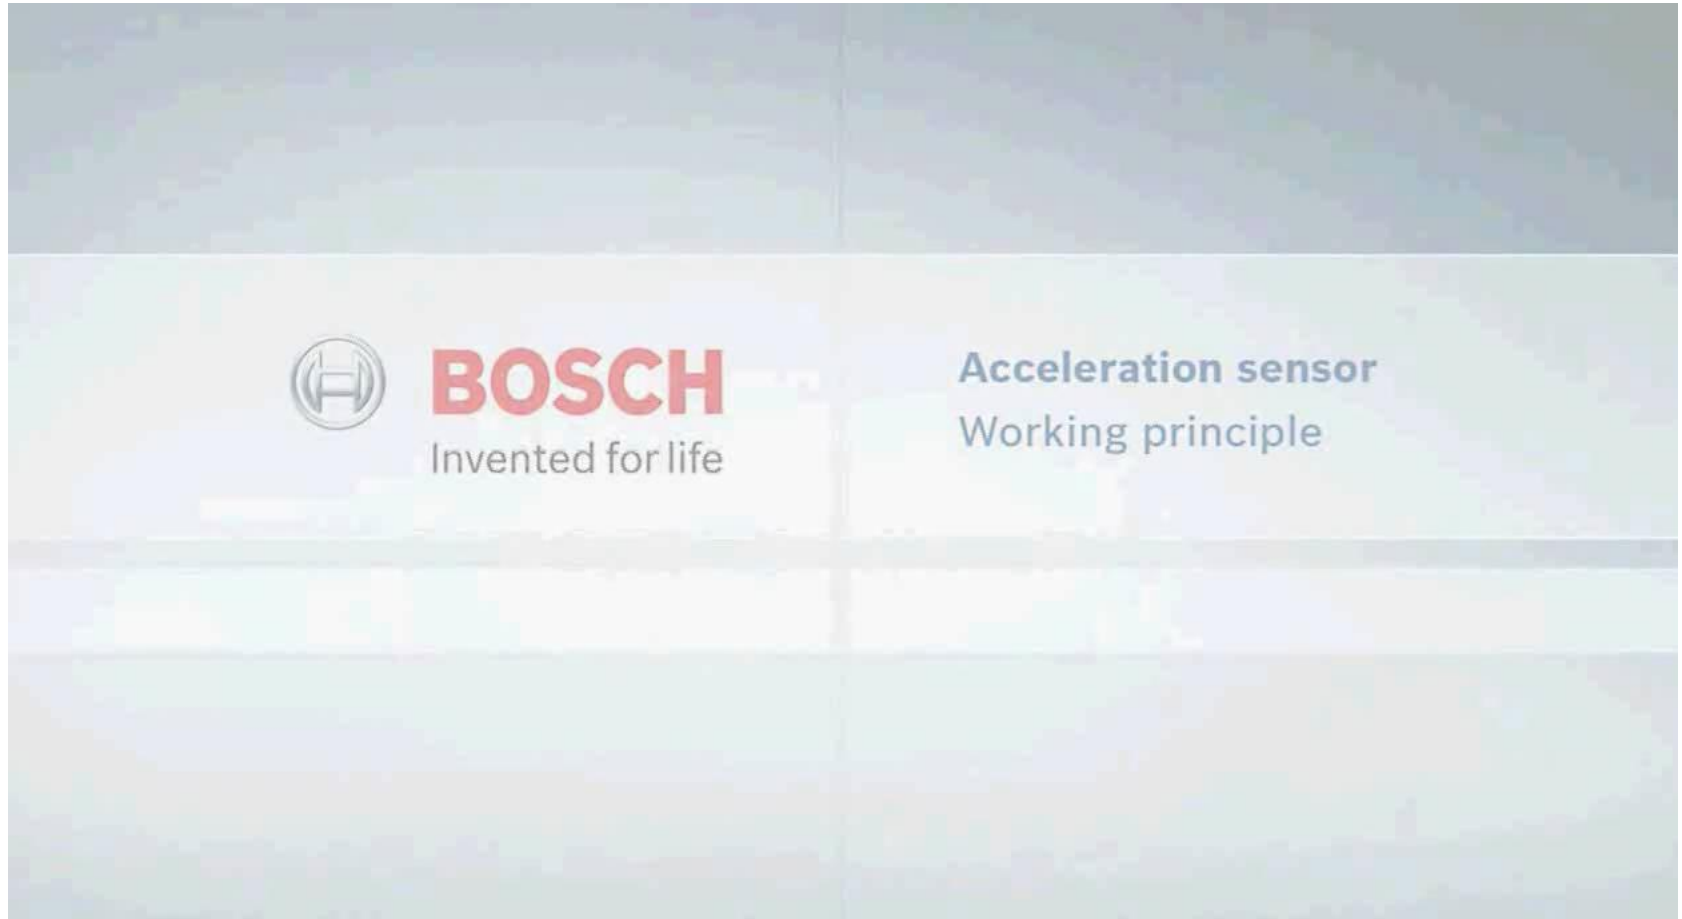 BOSCH
Invented for life
Acceleration sensor
Working principle